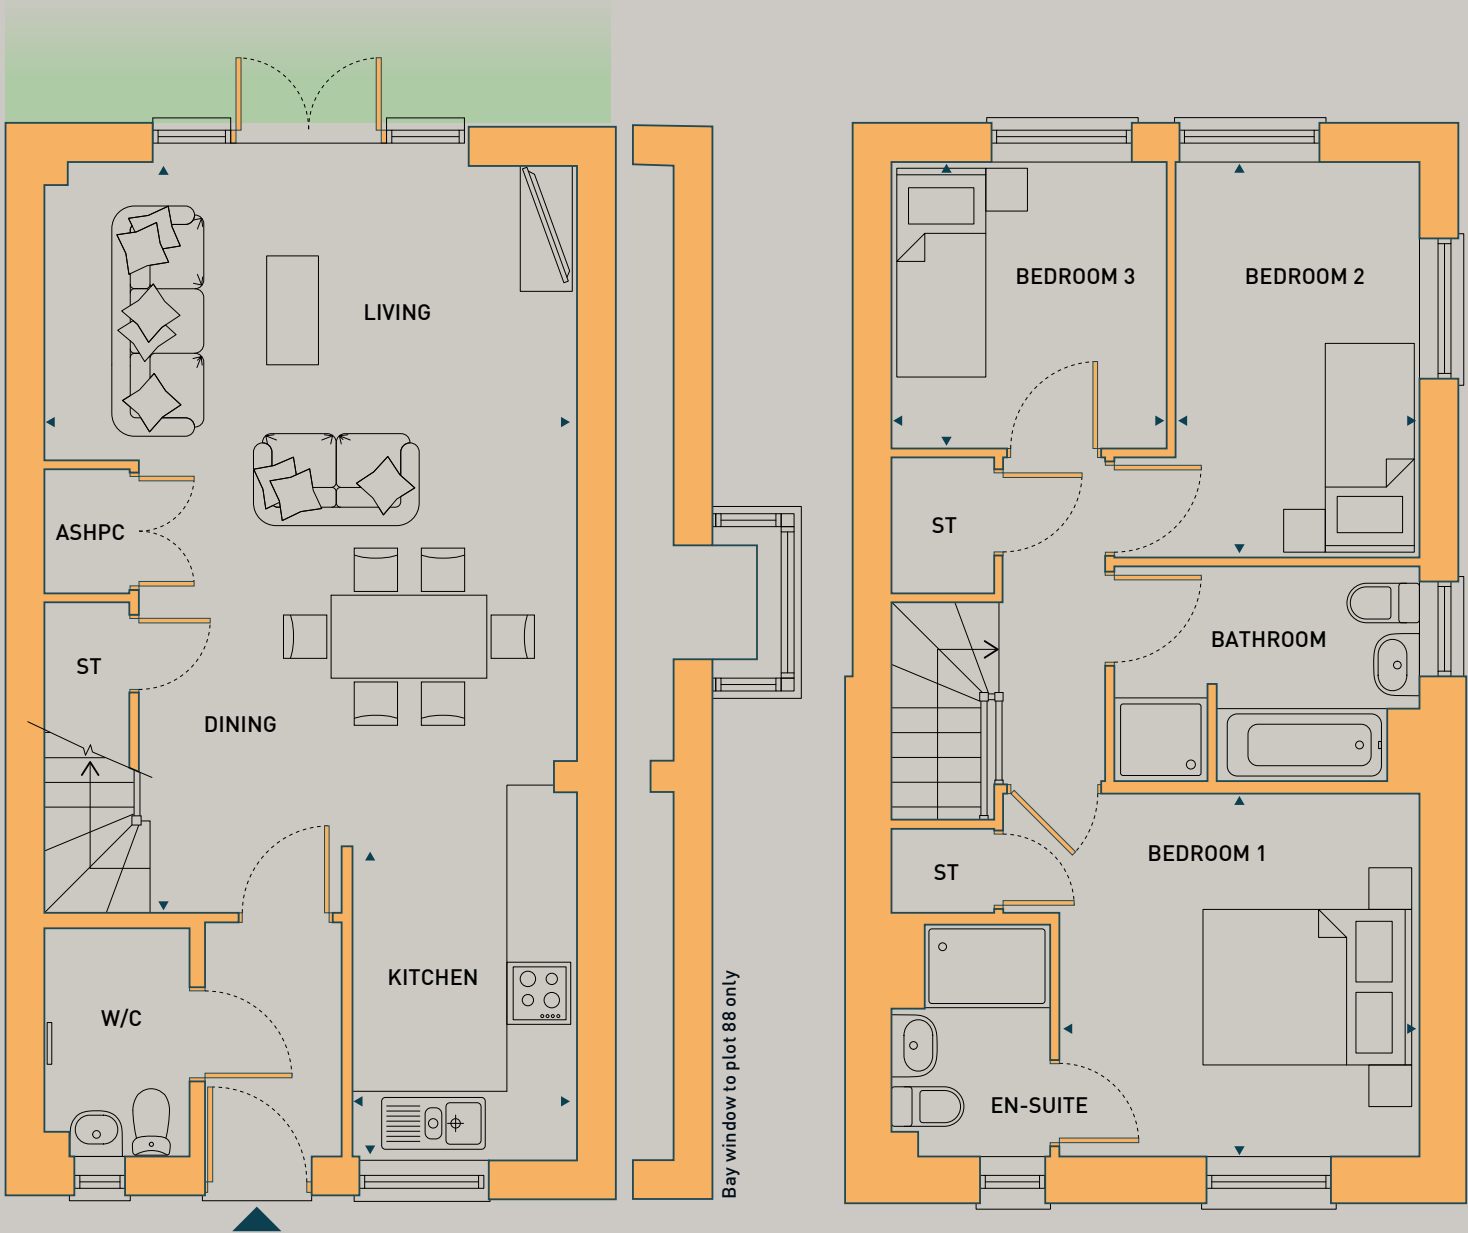 LIVING
ASHPC
ST
DINING
KITCHEN
W/C
Bay window to plot 88 only
BEDROOM 3
BEDROOM 2
ST
BATHROOM
BEDROOM 1
ST
EN-SUITE